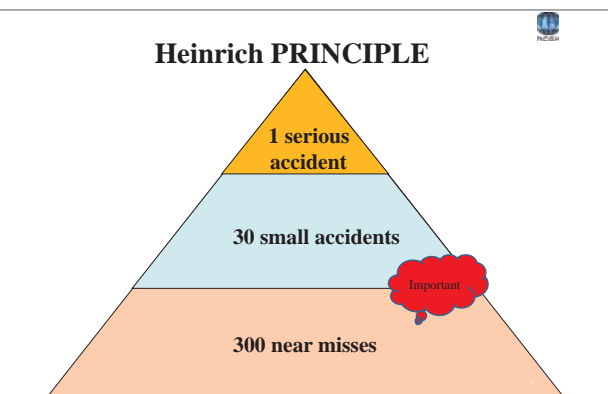 Heinrich PRINCIPLE
1 serious
accident
30 small accidents
Important
300 near misses